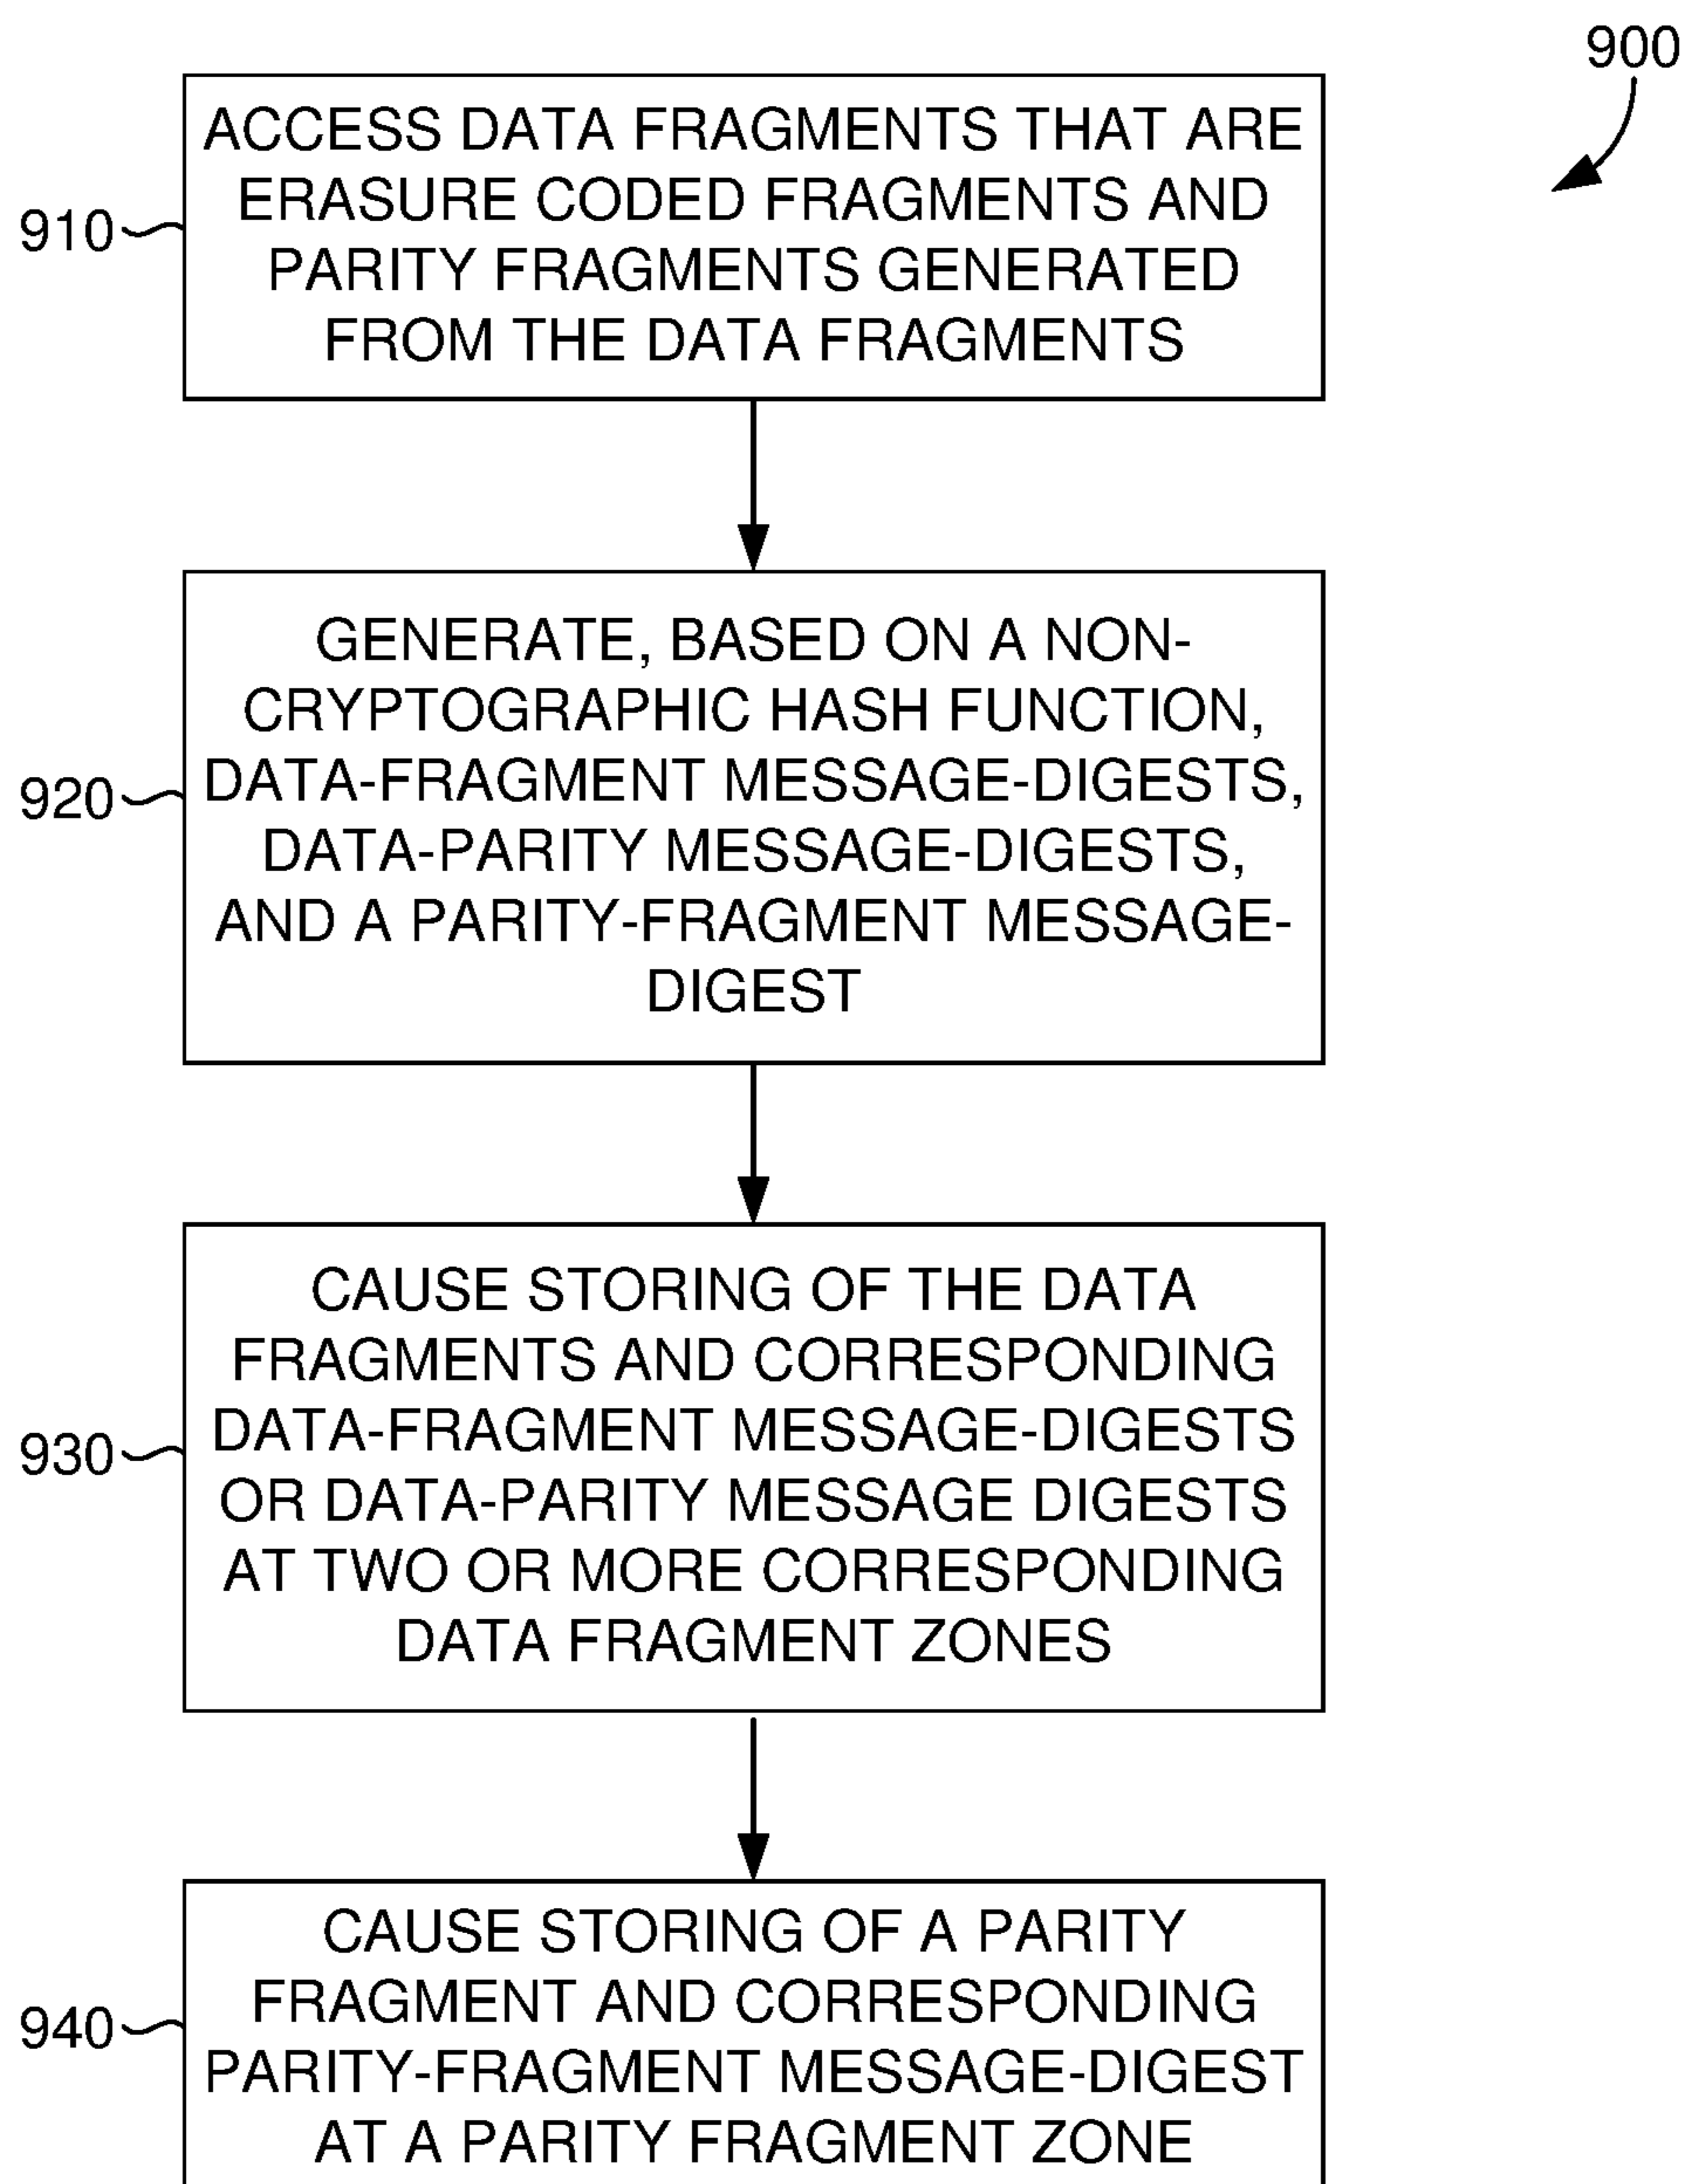 900
ACCESS DATA FRAGMENTS THAT ARE
ERASURE CODED FRAGMENTS AND
PARITY FRAGMENTS GENERATED
FROM THE DATA FRAGMENTS
910
GENERATE, BASED ON A NON-
CRYPTOGRAPHIC HASH FUNCTION,
DATA-FRAGMENT MESSAGE-DIGESTS,
DATA-PARITY MESSAGE-DIGESTS,
AND A PARITY-FRAGMENT MESSAGE-
DIGEST
920
CAUSE STORING OF THE DATA
FRAGMENTS AND CORRESPONDING
DATA-FRAGMENT MESSAGE-DIGESTS
OR DATA-PARITY MESSAGE DIGESTS
AT TWO OR MORE CORRESPONDING
DATA FRAGMENT ZONES
930
CAUSE STORING OF A PARITY
FRAGMENT AND CORRESPONDING
PARITY-FRAGMENT MESSAGE-DIGEST
AT A PARITY FRAGMENT ZONE
940